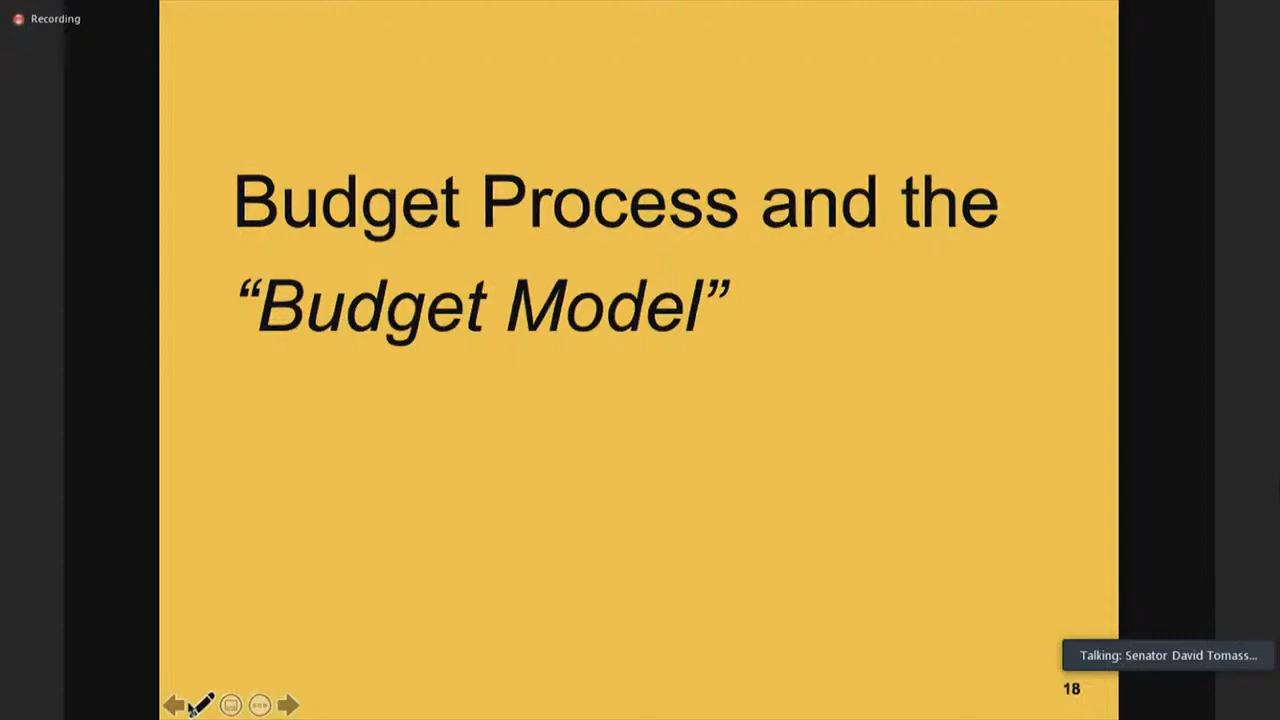 Recording
Budget Process and the
“Budget Model”
Talking: Senator David Tomass...
18